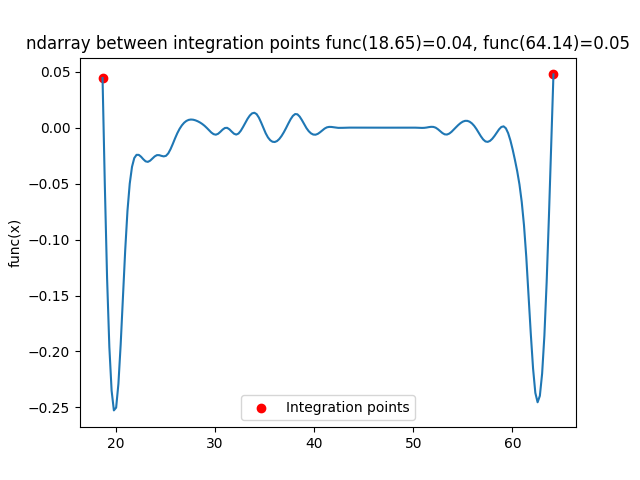 ndarray between integration points func(18.65)=0.04, func(64.14)=0.05
0.05
0.00
−0.05
−0.10
−0.15
−0.20
−0.25
func(x)
Integration points
20 30 40 50 60